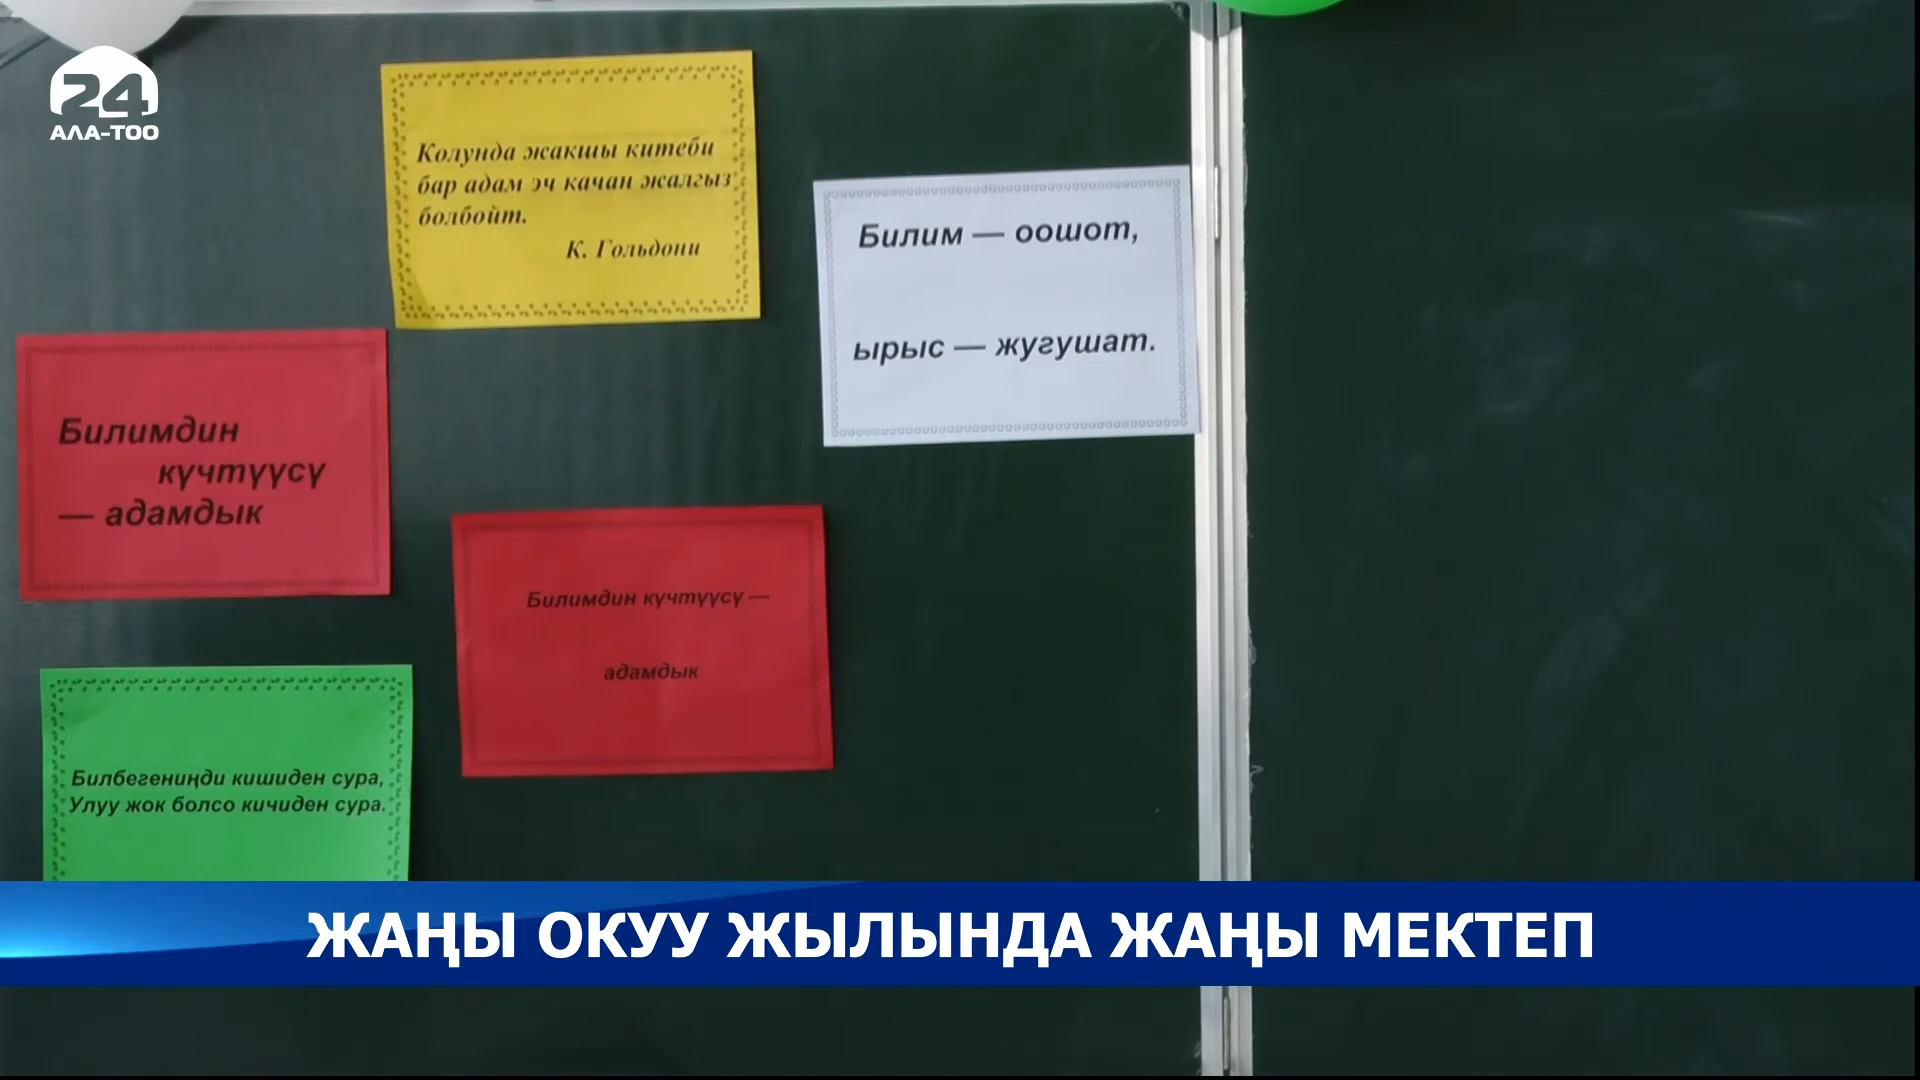 24
АЛА-ТОО
Колунда жакшы китеби
бар адам эч качан жалгыз
болбойт.
К. Гольдони
Билим — оошот,
ырыс — жугушат.
Билимдин
күчтүүсү
— адамдык
Билимдин күчтүүсү —
адамдык
Билбегениңди кишиден сура,
Улуу жок болсо кичиден сура.
ЖАҢЫ ОКУУ ЖЫЛЫНДА ЖАҢЫ МЕКТЕП